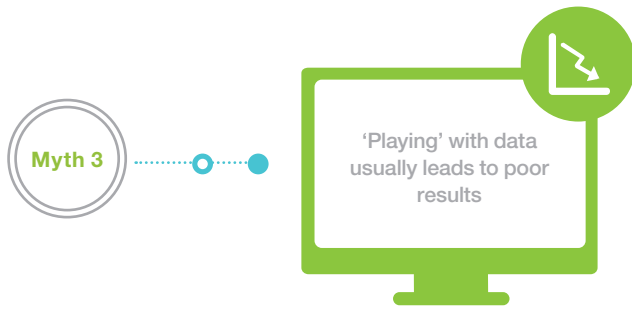 Myth 3
‘Playing’ with data
usually leads to poor
results